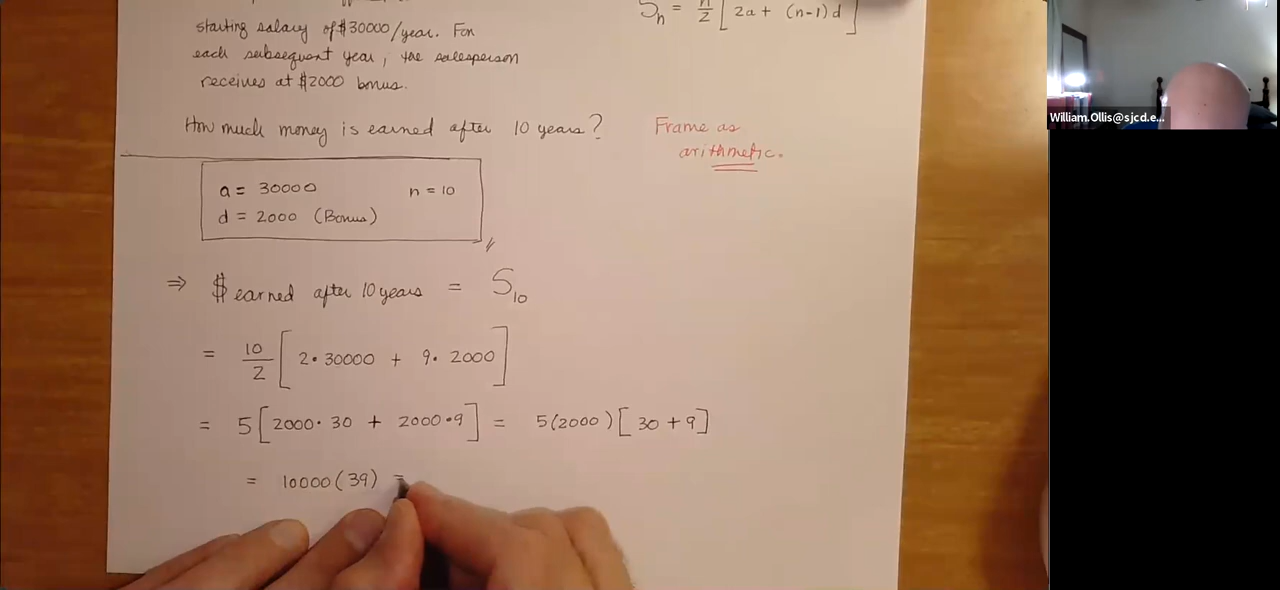 starting salary of $30000/year. For
each subsequent year, the salesperson
receives at $2000 bonus.
Sn = n/2 [ 2a + (n-1) d ]
William.Ollis@sjcd.e...
How much money is earned after 10 years?
Frame as
arithmetic.
a = 30000 n = 10
d = 2000 (Bonus)
⇒ $ earned after 10 years = S10
= 10/2 [ 2・30000 + 9・2000 ]
= 5 [ 2000・30 + 2000・9 ] = 5(2000) [ 30 + 9 ]
= 10000 (39) =